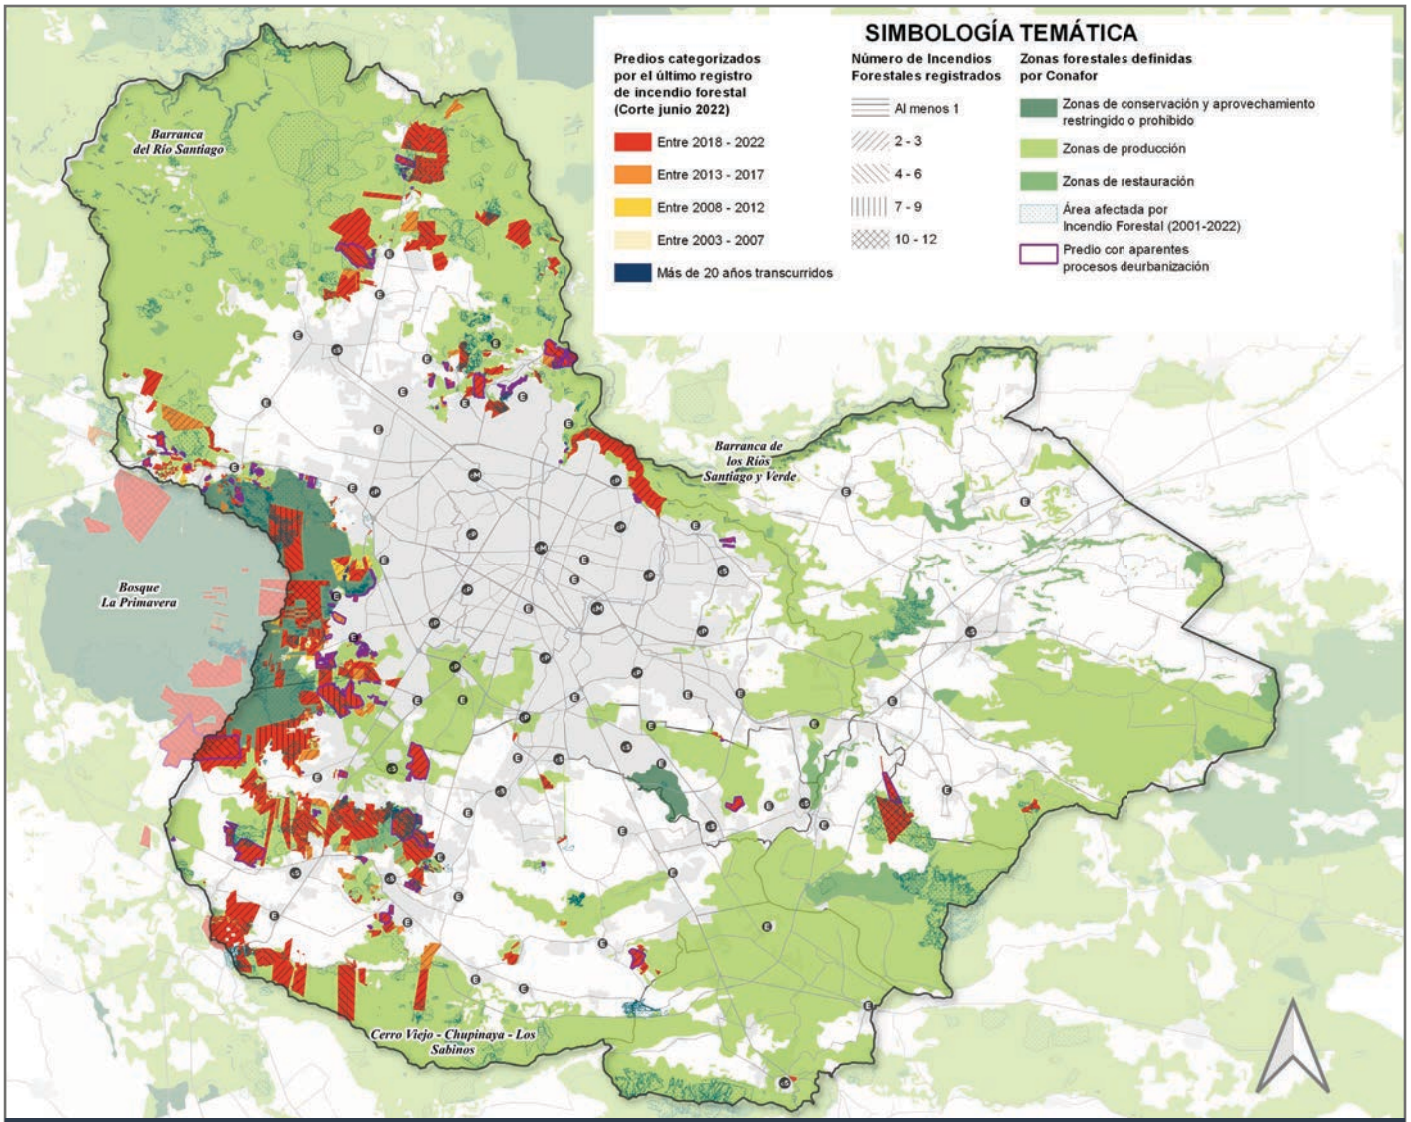 SIMBOLOGÍA TEMÁTICA
Predios categorizados
por el último registro
de incendio forestal
(Corte junio 2022)
Entre 2018 - 2022
Entre 2013 - 2017
Entre 2008 - 2012
Entre 2003 - 2007
Más de 20 años transcurridos
Número de Incendios
Forestales registrados
Al menos 1
2 - 3
4 - 6
7 - 9
10 - 12
Zonas forestales definidas
por Conafor
Zonas de conservación y aprovechamiento
restringido o prohibido
Zonas de producción
Zonas de restauración
Área afectada por
Incendio Forestal (2001-2022)
Predio con aparentes
procesos deurbanización
Barranca
del Río Santiago
Barranca de
los Ríos
Santiago y Verde
Bosque
La Primavera
Cerro Viejo - Chupinaya - Los
Sabinos